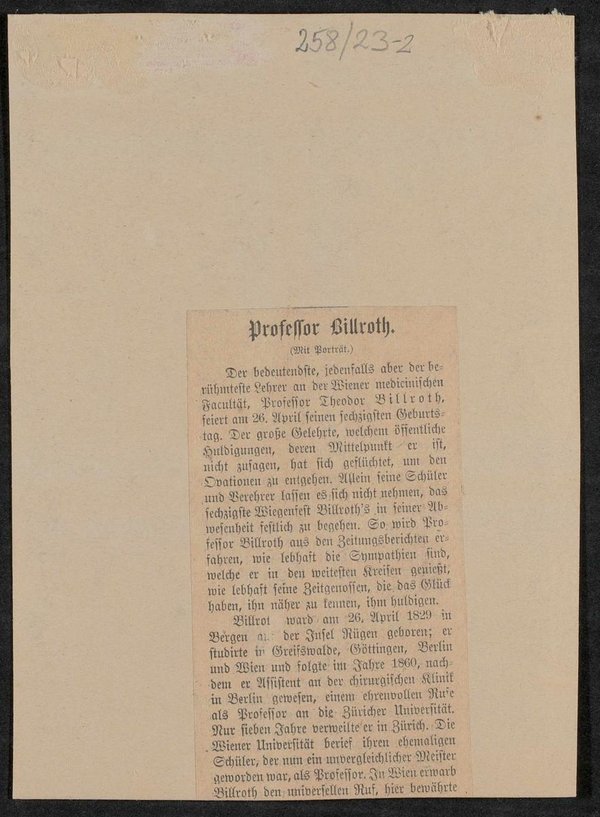 258/23-2
Professor Billroth.
(Mit Porträt.)
Der bedeutendste, jedenfalls aber der be-
rühmteste Lehrer an der Wiener medicinischen
Facultät, Professor Theodor Billroth,
feiert am 26. April seinen sechzigsten Geburts-
tag. Der große Gelehrte, welchem öffentliche
Huldigungen, deren Mittelpunkt er ist,
nicht zusagen, hat sich geflüchtet, um den
Ovationen zu entgehen. Allein seine Schüler
und Verehrer lassen es sich nicht nehmen, das
sechzigste Wiegenfest Billroth's in seiner Ab-
wesenheit festlich zu begehen. So wird Pro-
fessor Billroth aus den Zeitungsberichten er-
fahren, wie lebhaft die Sympathien sind,
welche er in den weitesten Kreisen genießt,
wie lebhaft seine Zeitgenossen, die das Glück
haben, ihn näher zu kennen, ihm huldigen.
Billrot ward am 26. April 1829 in
Bergen a. der Insel Rügen geboren; er
studirte in Greifswalde, Göttingen, Berlin
und Wien und folgte im Jahre 1860, nach-
dem er Assistent an der chirurgischen Klinik
in Berlin gewesen, einem ehrenvollen Rufe
als Professor an die Züricher Universität.
Nur sieben Jahre verweilte er in Zürich. Die
Wiener Universität berief ihren ehemaligen
Schüler, der nun ein unvergleichlicher Meister
geworden war, als Professor. In Wien erwarb
Billroth den universellen Ruf, hier bewährte